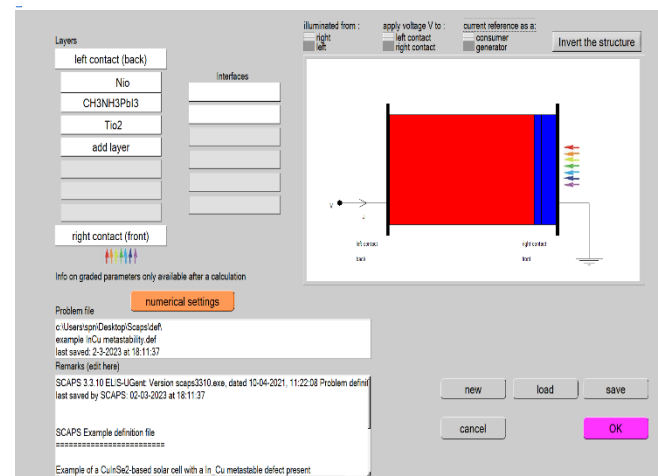 illuminated from :
right
left
apply voltage V to :
left contact
right contact
current reference as a:
consumer
generator
Invert the structure
Layers
left contact (back)
Interfaces
Nio
CH3NH3PbI3
Tio2
add layer
right contact (front)
V
J
left contact
back
right contact
front
Info on graded parameters only available after a calculation
numerical settings
Problem file
c:\Users\spn\Desktop\Scaps\def\
example InCu metastability.def
last saved: 2-3-2023 at 18:11:37
Remarks (edit here)
SCAPS 3.3.10 ELIS-UGent: Version scaps3310.exe, dated 10-04-2021, 11:22:08 Problem definit
last saved by SCAPS: 02-03-2023 at 18:11:37
SCAPS Example definition file
=========================
Example of a CuInSe2-based solar cell with a In_Cu metastable defect present
new
load
save
cancel
OK